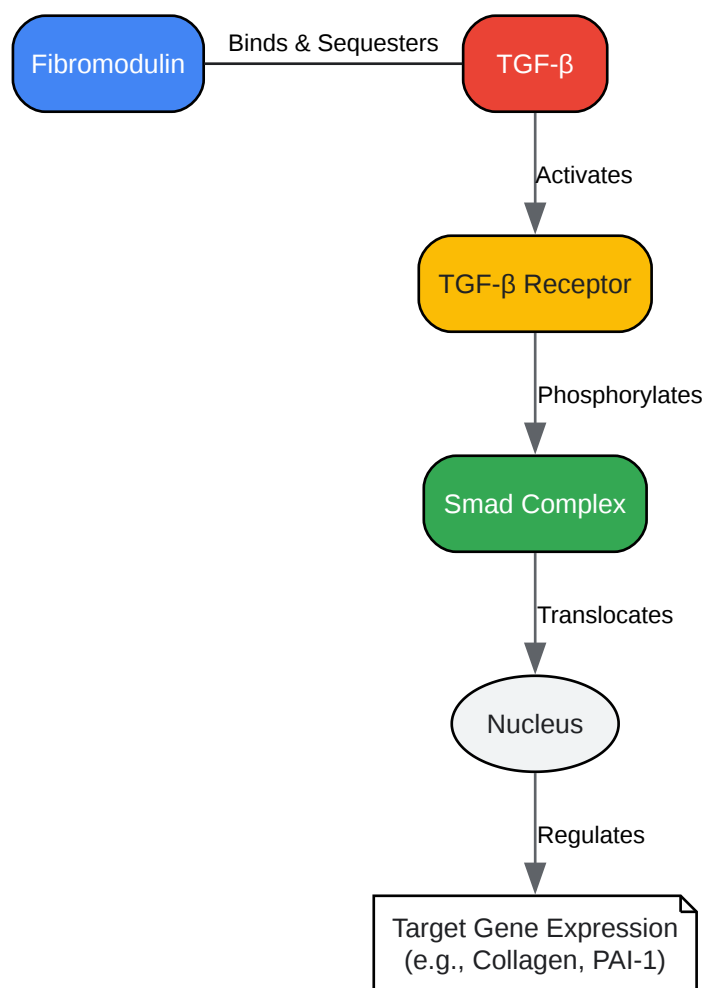 Fibromodulin
Binds & Sequesters
TGF-β
Activates
TGF-β Receptor
Phosphorylates
Smad Complex
Translocates
Nucleus
Regulates
Target Gene Expression
(e.g., Collagen, PAI-1)